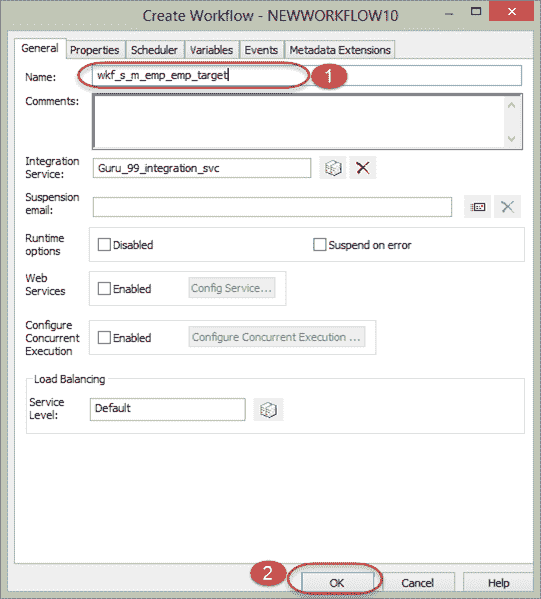 Create Workflow - NEWWORKFLOW10
General Properties Scheduler Variables Events Metadata Extensions
Name: wkf_s_m_emp_emp_target 1
Comments:
Integration Service: Guru_99_integration_svc
Suspension email:
Runtime options Disabled Suspend on error
Web Services Enabled Config Service...
Configure Concurrent Execution Enabled Configure Concurrent Execution ...
Load Balancing
Service Level: Default
2 OK Cancel Help